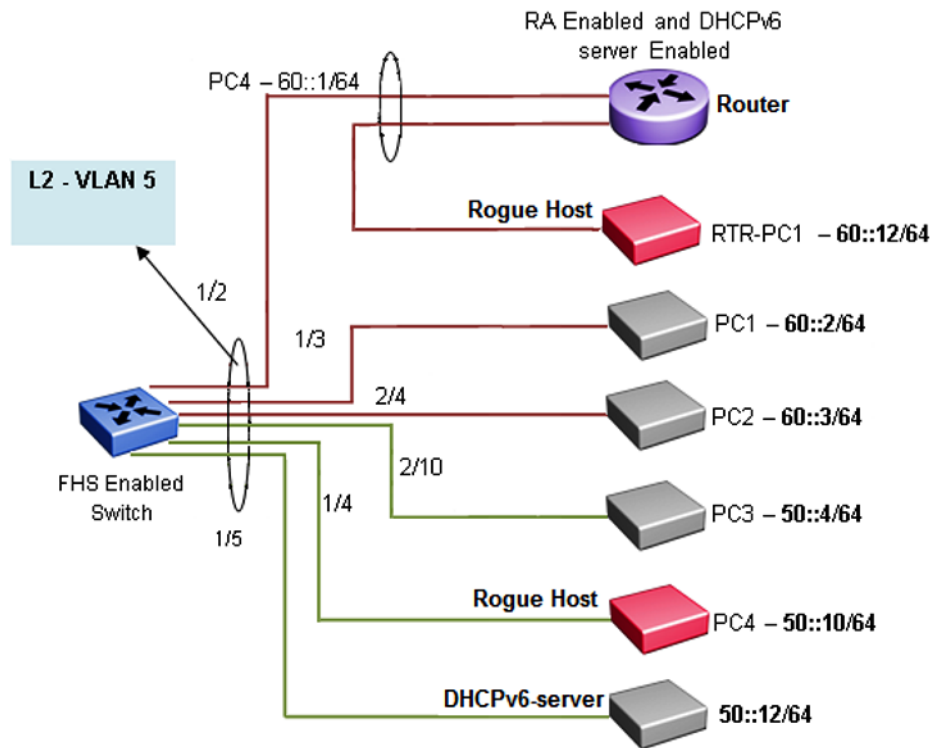 RA Enabled and DHCPv6
server Enabled
PC4 – 60::1/64
Router
L2 - VLAN 5
Rogue Host
RTR-PC1 – 60::12/64
1/2
1/3
PC1 – 60::2/64
2/4
PC2 – 60::3/64
FHS Enabled
Switch
2/10
1/4
1/5
PC3 – 50::4/64
Rogue Host
PC4 – 50::10/64
DHCPv6-server
50::12/64